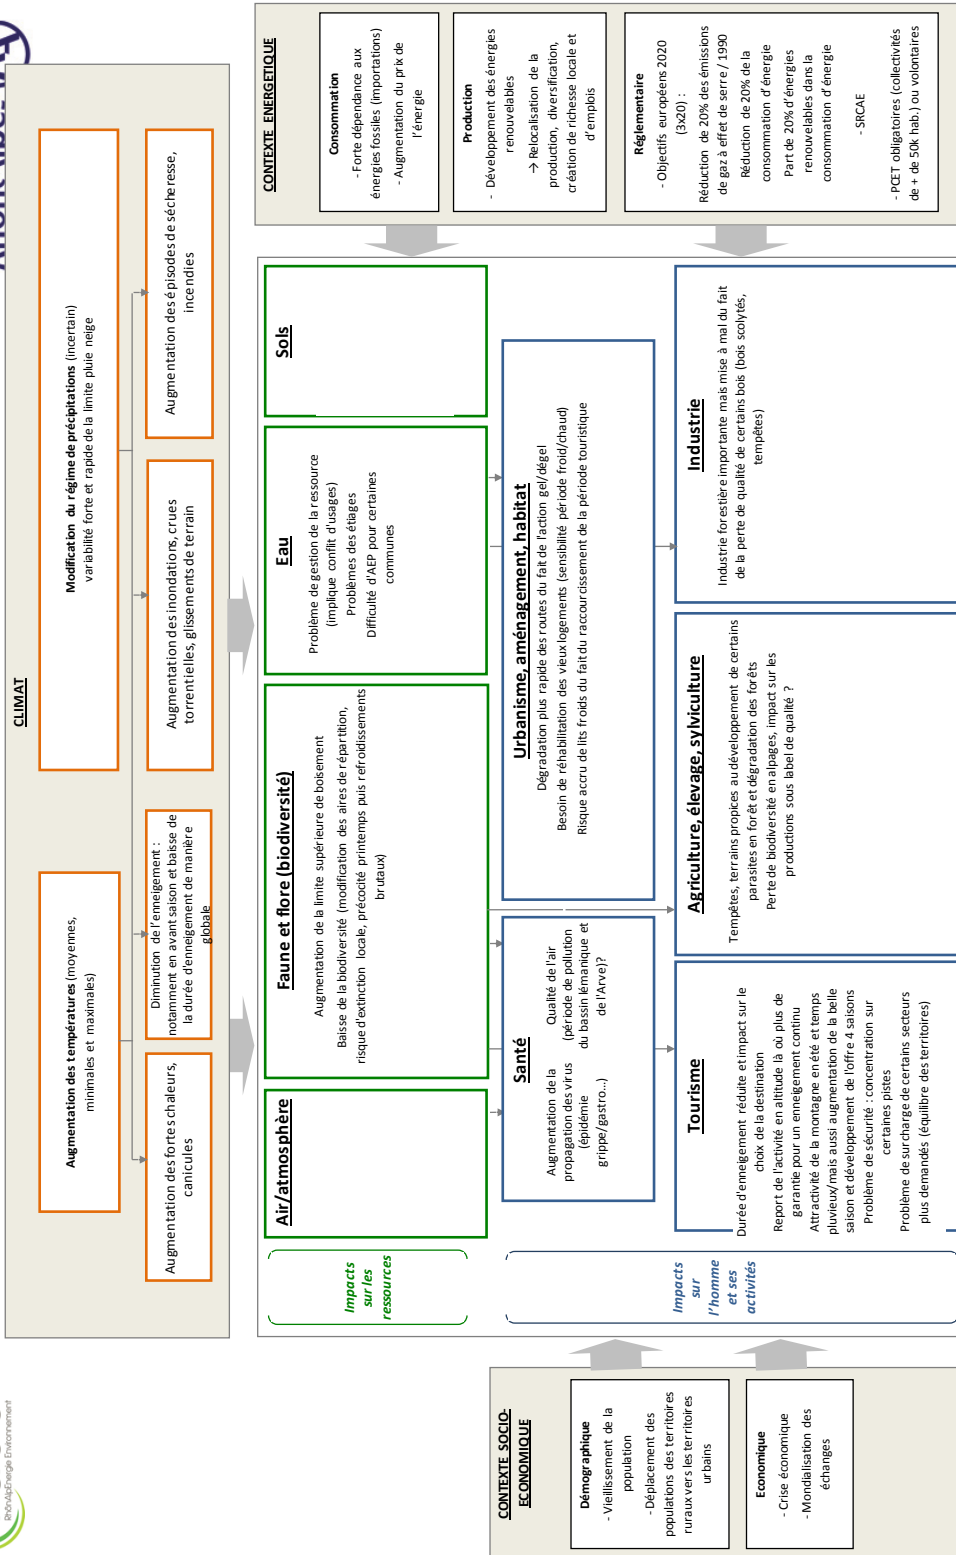 RhônAlpEnergie Environnement
CLIMAT
Augmentation des températures (moyennes,
minimales et maximales)
Modification du régime de précipitations (incertain)
variabilité forte et rapide de la limite pluie neige
Augmentation des fortes chaleurs,
canicules
Diminution de l'enneigement :
notamment en avant saison et baisse de
la durée d'enneigement de manière
globale
Augmentation des inondations, crues
torrentielles, glissements de terrain
Augmentation des épisodes de sécheresse,
incendies
CONTEXTE ENERGETIQUE
Consommation
- Forte dépendance aux
énergies fossiles (importations)
- Augmentation du prix de
l'énergie
Production
- Développement des énergies
renouvelables
→ Relocalisation de la
production, diversification,
création de richesse locale et
d'emplois
Réglementaire
- Objectifs européens 2020
(3x20) :
Réduction de 20% des émissions
de gaz à effet de serre / 1990
Réduction de 20% de la
consommation d'énergie
Part de 20% d'énergies
renouvelables dans la
consommation d'énergie
- SRCAE
- PCET obligatoires (collectivités
de + de 50k hab.) ou volontaires
Impacts
sur les
ressources
Air/atmosphère
Faune et flore (biodiversité)
Augmentation de la limite supérieure de boisement
Baisse de la biodiversité (modification des aires de répartition,
risque d'extinction locale, précocité printemps puis refroidissements
brutaux)
Eau
Problème de gestion de la ressource
(implique conflit d'usages)
Problèmes des étiages
Difficulté d'AEP pour certaines
communes
Sols
Impacts
sur
l'homme
et ses
activités
Santé
Augmentation de la
propagation des virus
(épidémie
grippe/gastro…)
Qualité de l'air
(période de pollution
du bassin lémanique et
de l'Arve)?
Urbanisme, aménagement, habitat
Dégradation plus rapide des routes du fait de l'action gel/dégel
Besoin de réhabilitation des vieux logements (sensibilité période froid/chaud)
Risque accru de lits froids du fait du raccourcissement de la période touristique
Tourisme
Durée d'enneigement réduite et impact sur le
choix de la destination
Report de l'activité en altitude là où plus de
garantie pour un enneigement continu
Attractivité de la montagne en été et temps
pluvieux/mais aussi augmentation de la belle
saison et développement de l'offre 4 saisons
Problème de sécurité : concentration sur
certaines pistes
Problème de surcharge de certains secteurs
plus demandés (équilibre des territoires)
Agriculture, élevage, sylviculture
Tempêtes, terrains propices au développement de certains
parasites en forêt et dégradation des forêts
Perte de biodiversité en alpages, impact sur les
productions sous label de qualité ?
Industrie
Industrie forestière importante mais mise à mal du fait
de la perte de qualité de certains bois (bois scolytés,
tempêtes)
CONTEXTE SOCIO-
ECONOMIQUE
Démographique
- Vieillissement de la
population
- Déplacement des
populations des territoires
ruraux vers les territoires
urbains
Economique
- Crise économique
- Mondialisation des
échanges